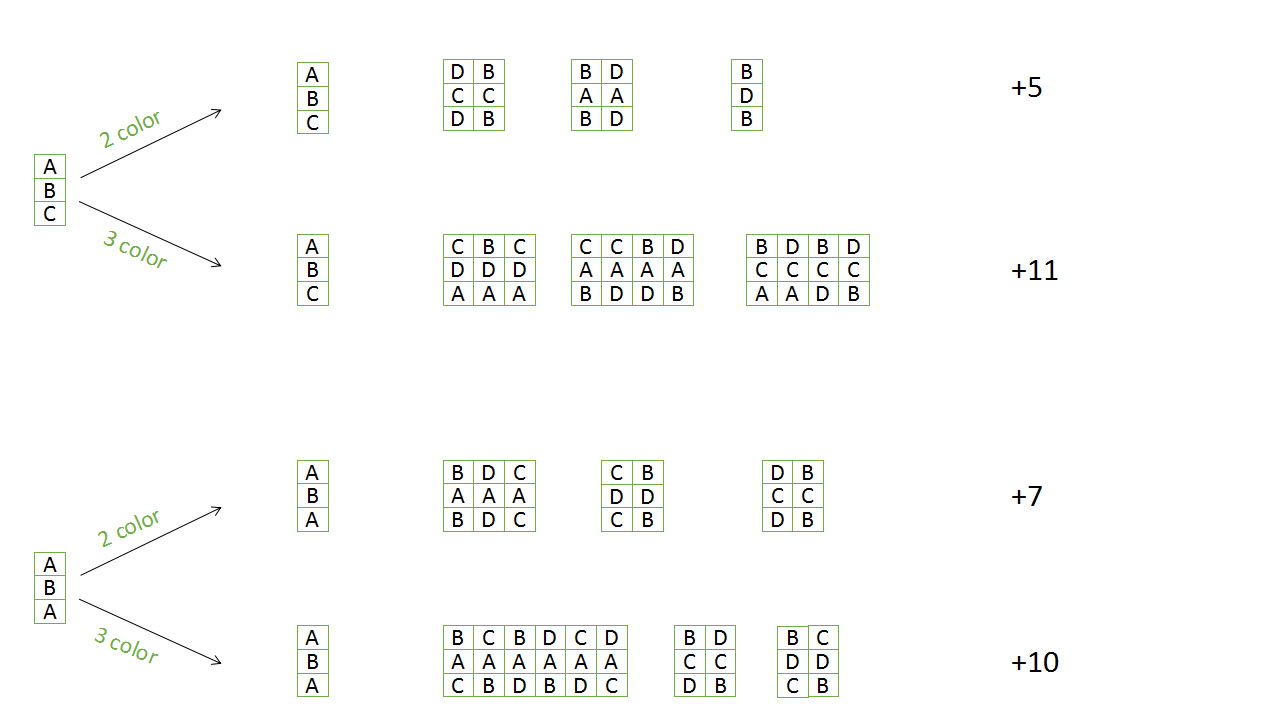 A D B B D B
B C C A A D +5
C D B B D B
2 color
A
B
C
3 color
A C B C C C B D B D B D
B D D D A A A A C C C C +11
C A A A B D D B A A D B
A B D C C B D B
B A A A D D C C +7
A B D C C B D B
2 color
A
B
A
3 color
A B C B D C D B D B C
B A A A A A A C C D D +10
A C B D B D C D B C B